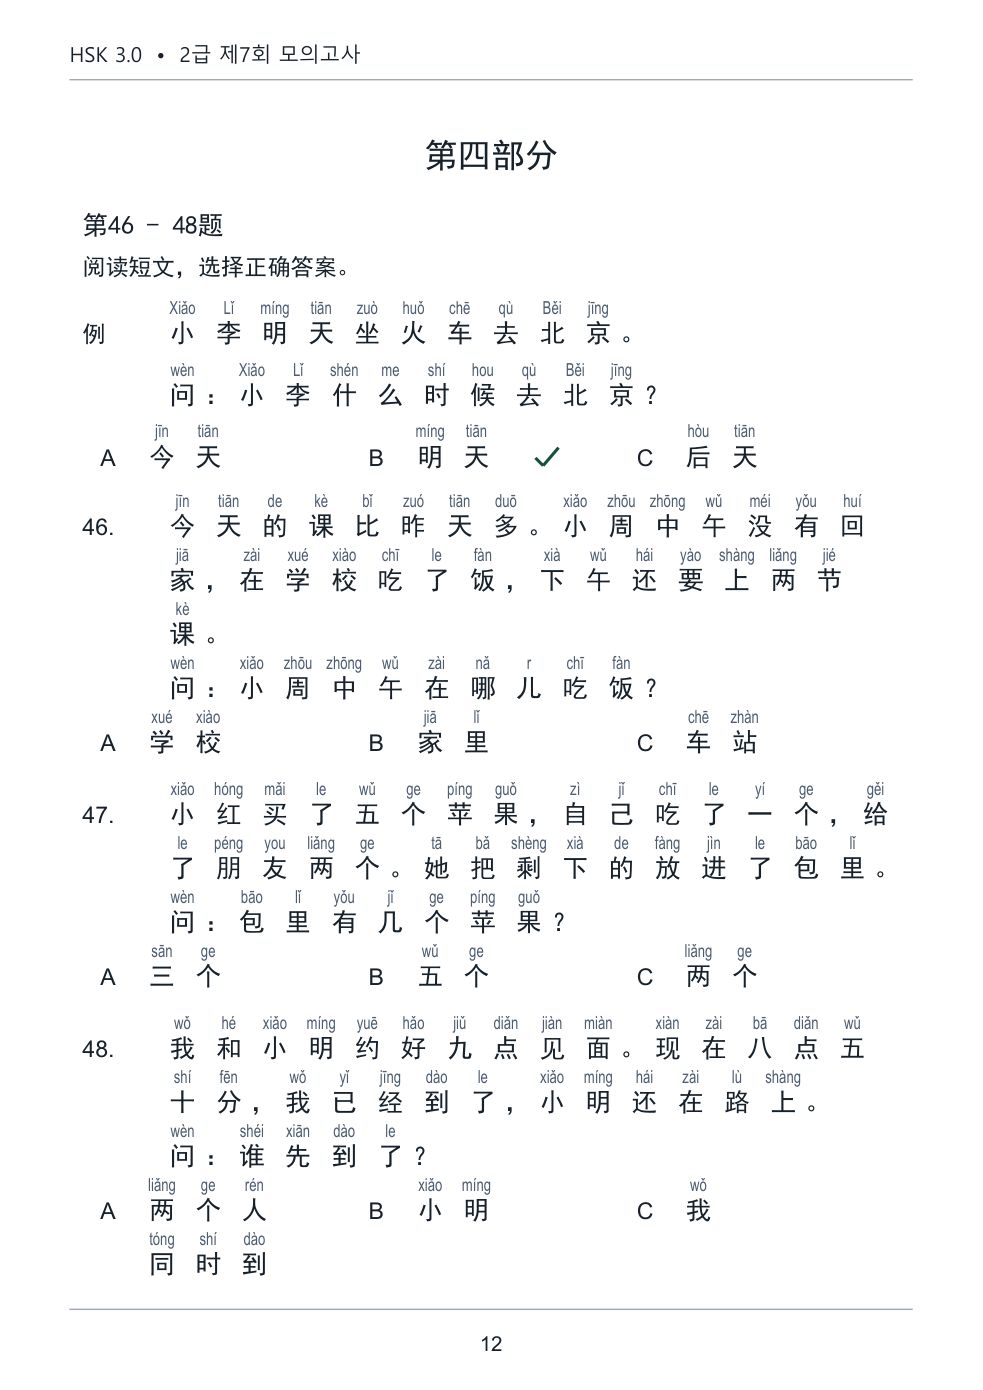 HSK 3.0 • 2급 제7회 모의고사
第四部分
第46 – 48题
阅读短文，选择正确答案。
Xiǎo Lǐ míng tiān zuò huǒ chē qù Běi jīng
例 小李明天坐火车去北京。
wèn Xiǎo Lǐ shén me shí hou qù Běi jīng
问：小李什么时候去北京？
jīn tiān míng tiān hòu tiān
A 今天 B 明天 ✓ C 后天
jīn tiān de kè bǐ zuó tiān duō xiǎo zhōu zhōng wǔ méi yǒu huí
46. 今天的课比昨天多。小周中午没有回
jiā zài xué xiào chī le fàn xià wǔ hái yào shàng liǎng jié
家，在学校吃了饭，下午还要上两节
kè
课。
wèn xiǎo zhōu zhōng wǔ zài nǎ r chī fàn
问：小周中午在哪儿吃饭？
xué xiào jiā lǐ chē zhàn
A 学校 B 家里 C 车站
xiǎo hóng mǎi le wǔ ge píng guǒ zì jǐ chī le yí ge gěi
47. 小红买了五个苹果，自己吃了一个，给
le péng you liǎng ge tā bǎ shèng xià de fàng jìn le bāo lǐ
了朋友两个。她把剩下的放进了包里。
wèn bāo lǐ yǒu jǐ ge píng guǒ
问：包里有几个苹果？
sān ge wǔ ge liǎng ge
A 三个 B 五个 C 两个
wǒ hé xiǎo míng yuē hǎo jiǔ diǎn jiàn miàn xiàn zài bā diǎn wǔ
48. 我和小明约好九点见面。现在八点五
shí fēn wǒ yǐ jīng dào le xiǎo míng hái zài lù shàng
十分，我已经到了，小明还在路上。
wèn shéi xiān dào le
问：谁先到了？
liǎng ge rén xiǎo míng wǒ
A 两个人 B 小明 C 我
tóng shí dào
同时到
12